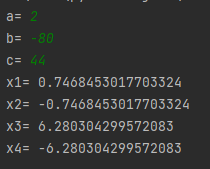 a= 2
b= -80
c= 44
x1= 0.7468453017703324
x2= -0.7468453017703324
x3= 6.280304299572083
x4= -6.280304299572083